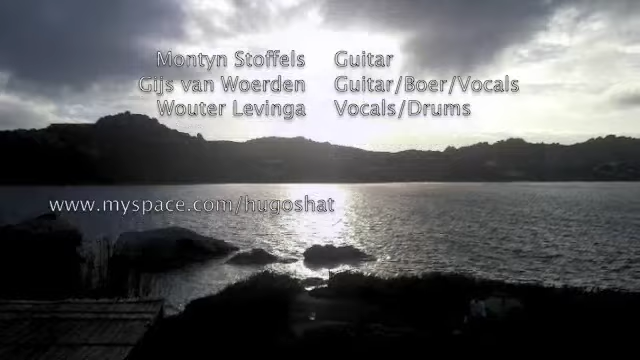 Montyn Stoffels Guitar
Gijs van Woerden Guitar/Boer/Vocals
Wouter Levinga Vocals/Drums
www.myspace.com/hugoshat